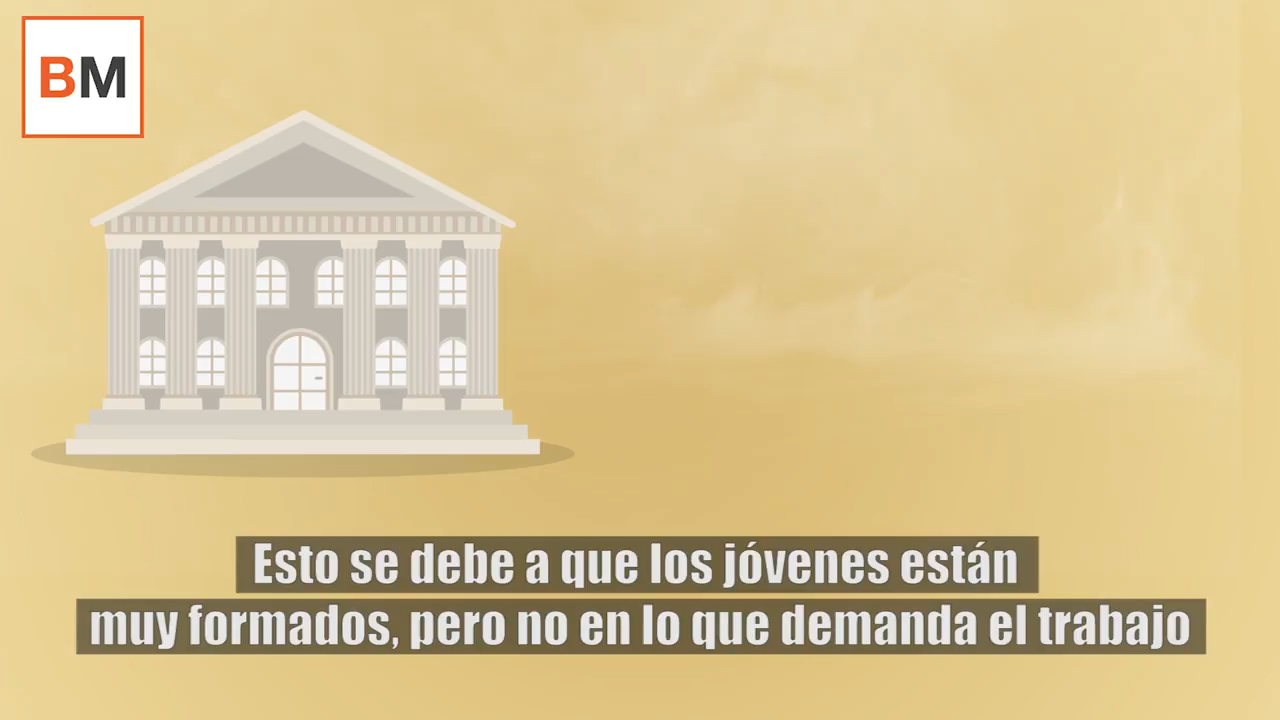 BM
Esto se debe a que los jóvenes están
muy formados, pero no en lo que demanda el trabajo